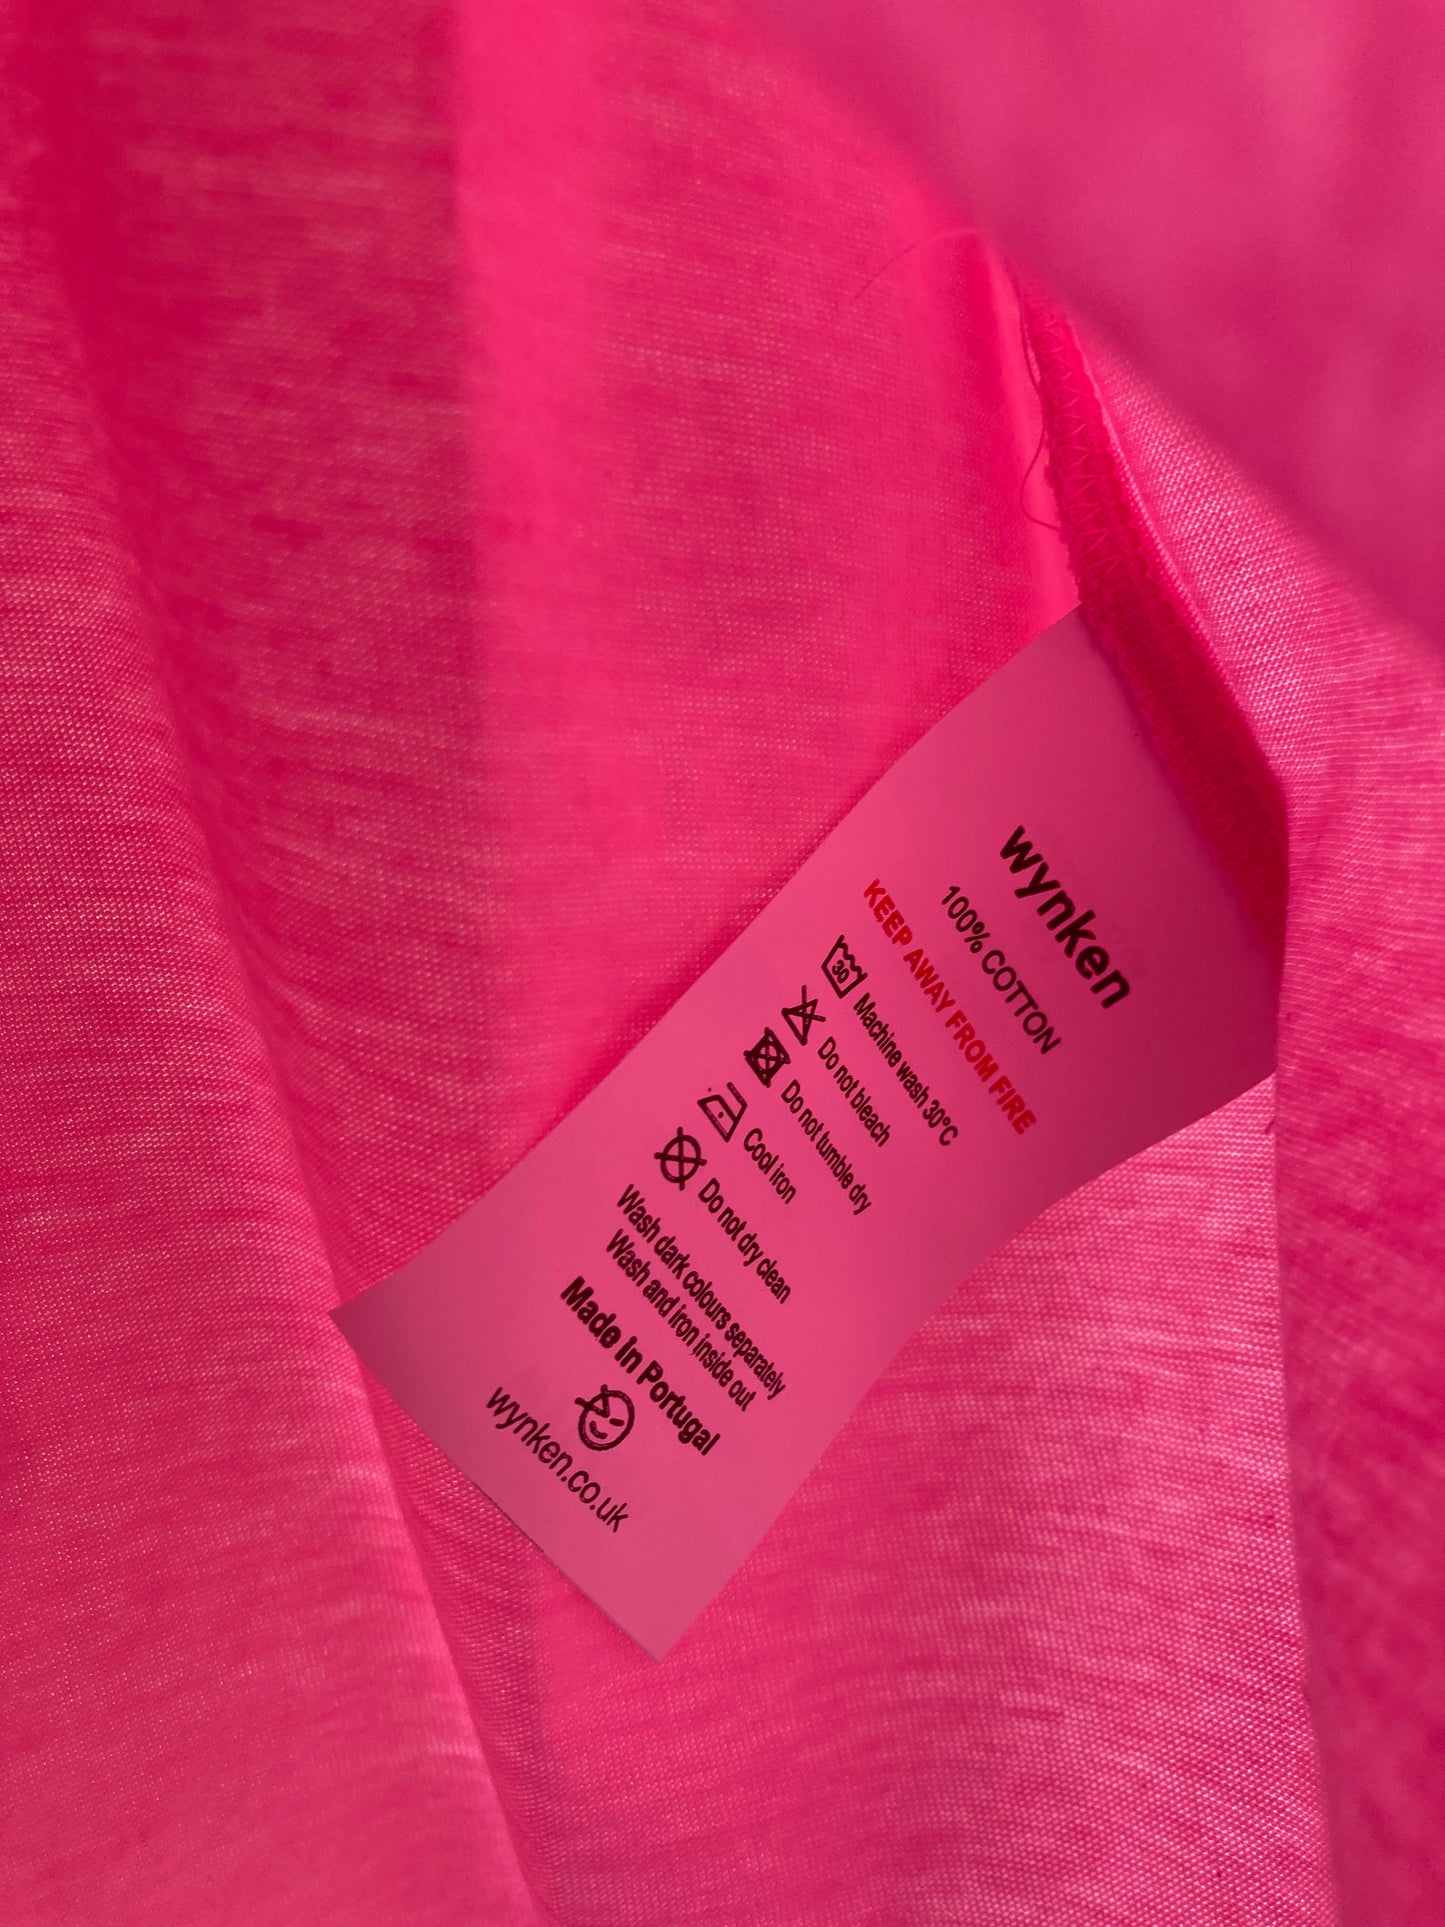 wynken
100% COTTON
KEEP AWAY FROM FIRE
30 Machine wash 30°C
Do not bleach
Do not tumble dry
Cool iron
Do not dry clean
Wash dark colours separately
Wash and iron inside out
Made in Portugal
wynken.co.uk